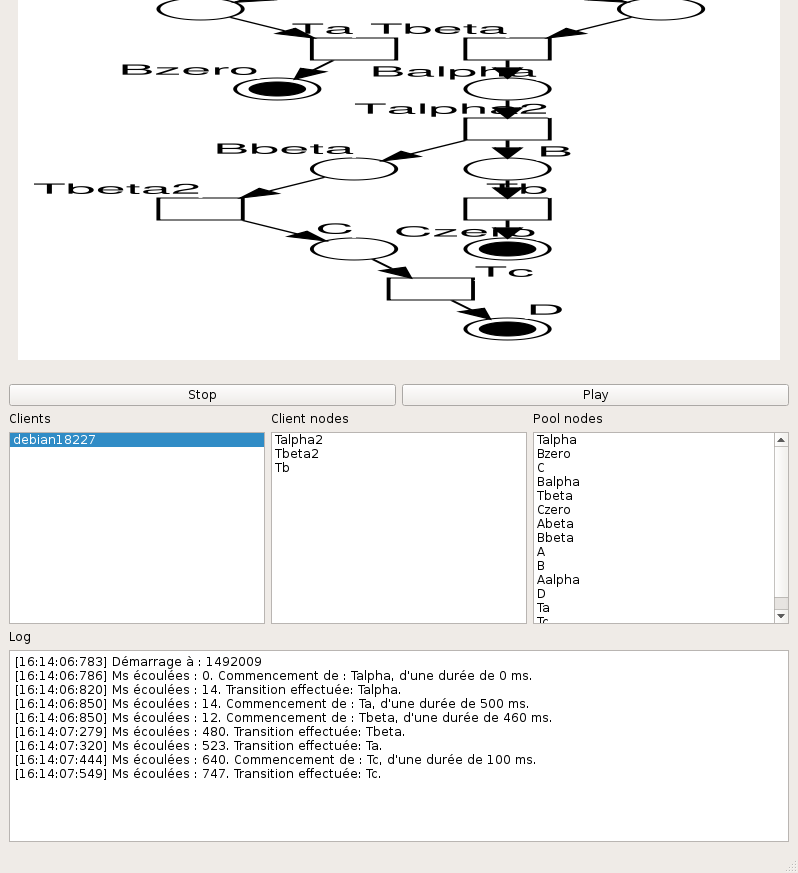 Ta Tbeta
Bzero Balpha
Talpha2
Bbeta B
Tbeta2 Tb
C Czero
Tc
D
Stop Play
Clients Client nodes Pool nodes
debian18227
Talpha2
Tbeta2
Tb
Talpha
Bzero
C
Balpha
Tbeta
Czero
Abeta
Bbeta
A
B
Aalpha
D
Ta
Tc
Log
[16:14:06:783] Démarrage à : 1492009
[16:14:06:786] Ms écoulées : 0. Commencement de : Talpha, d'une durée de 0 ms.
[16:14:06:820] Ms écoulées : 14. Transition effectuée: Talpha.
[16:14:06:850] Ms écoulées : 14. Commencement de : Ta, d'une durée de 500 ms.
[16:14:06:850] Ms écoulées : 12. Commencement de : Tbeta, d'une durée de 460 ms.
[16:14:07:279] Ms écoulées : 480. Transition effectuée: Tbeta.
[16:14:07:320] Ms écoulées : 523. Transition effectuée: Ta.
[16:14:07:444] Ms écoulées : 640. Commencement de : Tc, d'une durée de 100 ms.
[16:14:07:549] Ms écoulées : 747. Transition effectuée: Tc.